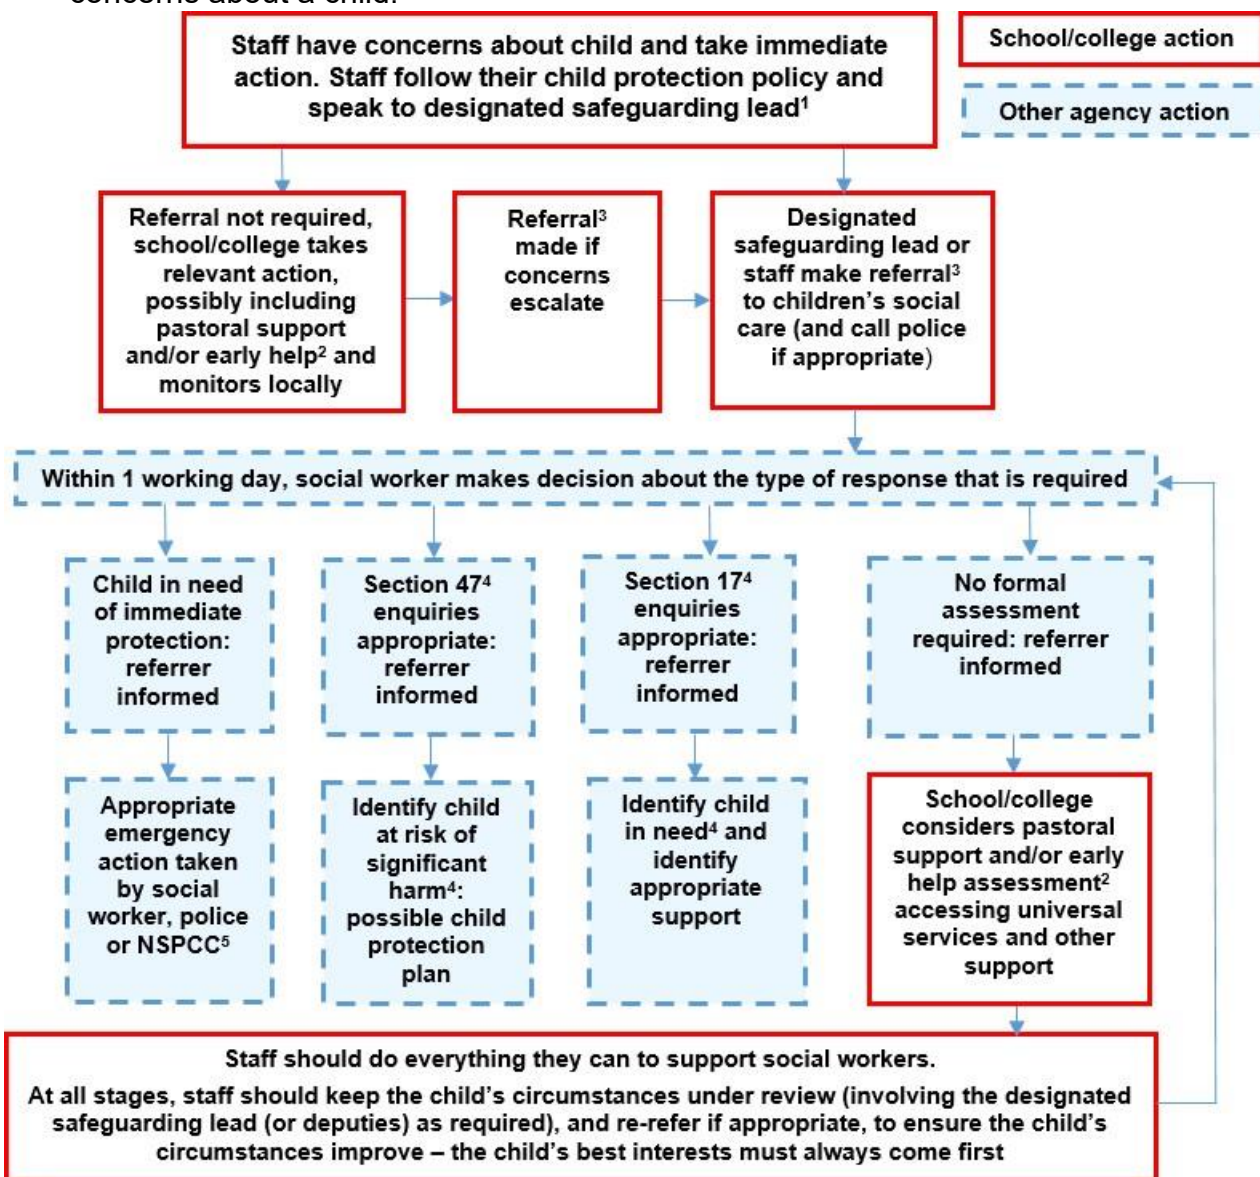 concerns about a child.
Staff have concerns about child and take immediate
action. Staff follow their child protection policy and
speak to designated safeguarding lead¹
School/college action
Other agency action
Referral not required,
school/college takes
relevant action,
possibly including
pastoral support
and/or early help² and
monitors locally
Referral³
made if
concerns
escalate
Designated
safeguarding lead or
staff make referral³
to children’s social
care (and call police
if appropriate)
Within 1 working day, social worker makes decision about the type of response that is required
Child in need
of immediate
protection:
referrer
informed
Section 47⁴
enquiries
appropriate:
referrer
informed
Section 17⁴
enquiries
appropriate:
referrer
informed
No formal
assessment
required: referrer
informed
Appropriate
emergency
action taken
by social
worker, police
or NSPCC⁵
Identify child
at risk of
significant
harm⁴:
possible child
protection
plan
Identify child
in need⁴ and
identify
appropriate
support
School/college
considers pastoral
support and/or early
help assessment²
accessing universal
services and other
support
Staff should do everything they can to support social workers.
At all stages, staff should keep the child’s circumstances under review (involving the designated
safeguarding lead (or deputies) as required), and re-refer if appropriate, to ensure the child’s
circumstances improve – the child’s best interests must always come first